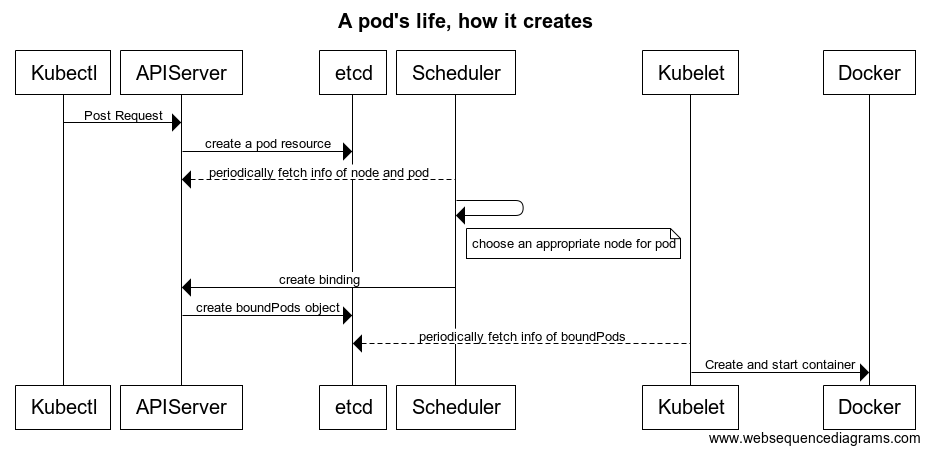 A pod's life, how it creates
Kubectl APIServer etcd Scheduler Kubelet Docker
Post Request
create a pod resource
periodically fetch info of node and pod
choose an appropriate node for pod
create binding
create boundPods object
periodically fetch info of boundPods
Create and start container
Kubectl APIServer etcd Scheduler Kubelet Docker
www.websequencediagrams.com